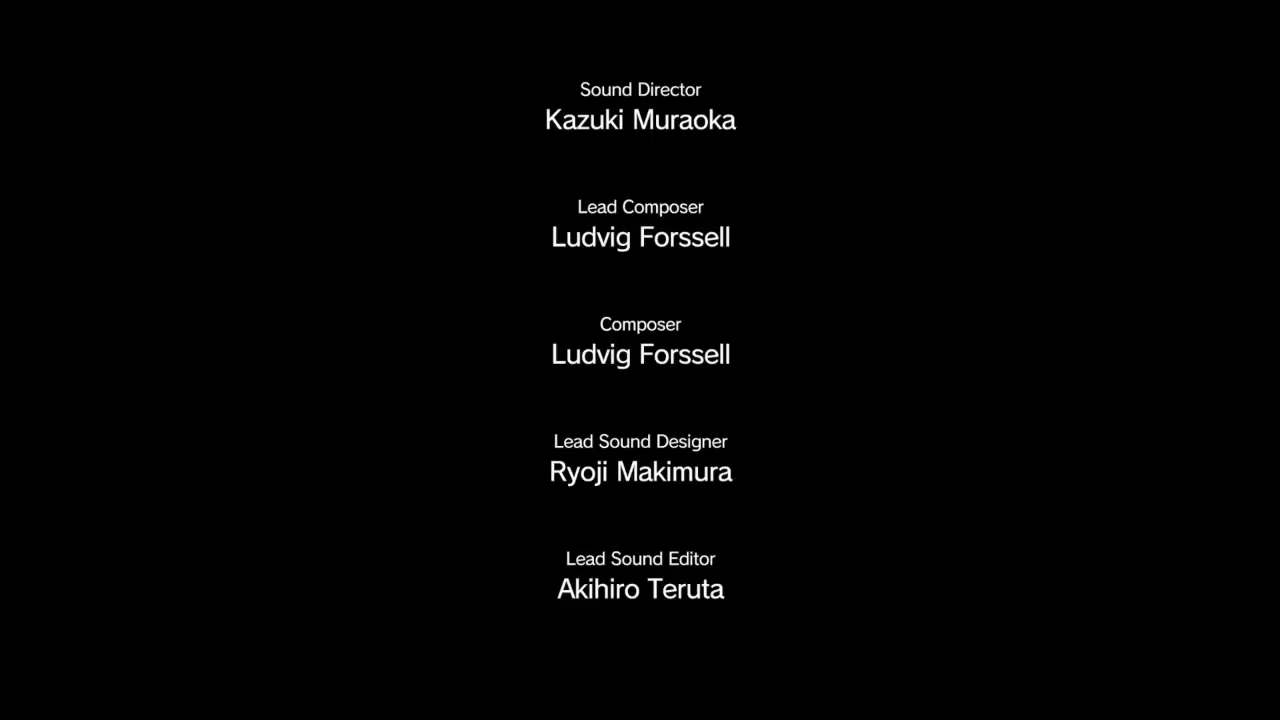 Sound Director
Kazuki Muraoka
Lead Composer
Ludvig Forssell
Composer
Ludvig Forssell
Lead Sound Designer
Ryoji Makimura
Lead Sound Editor
Akihiro Teruta